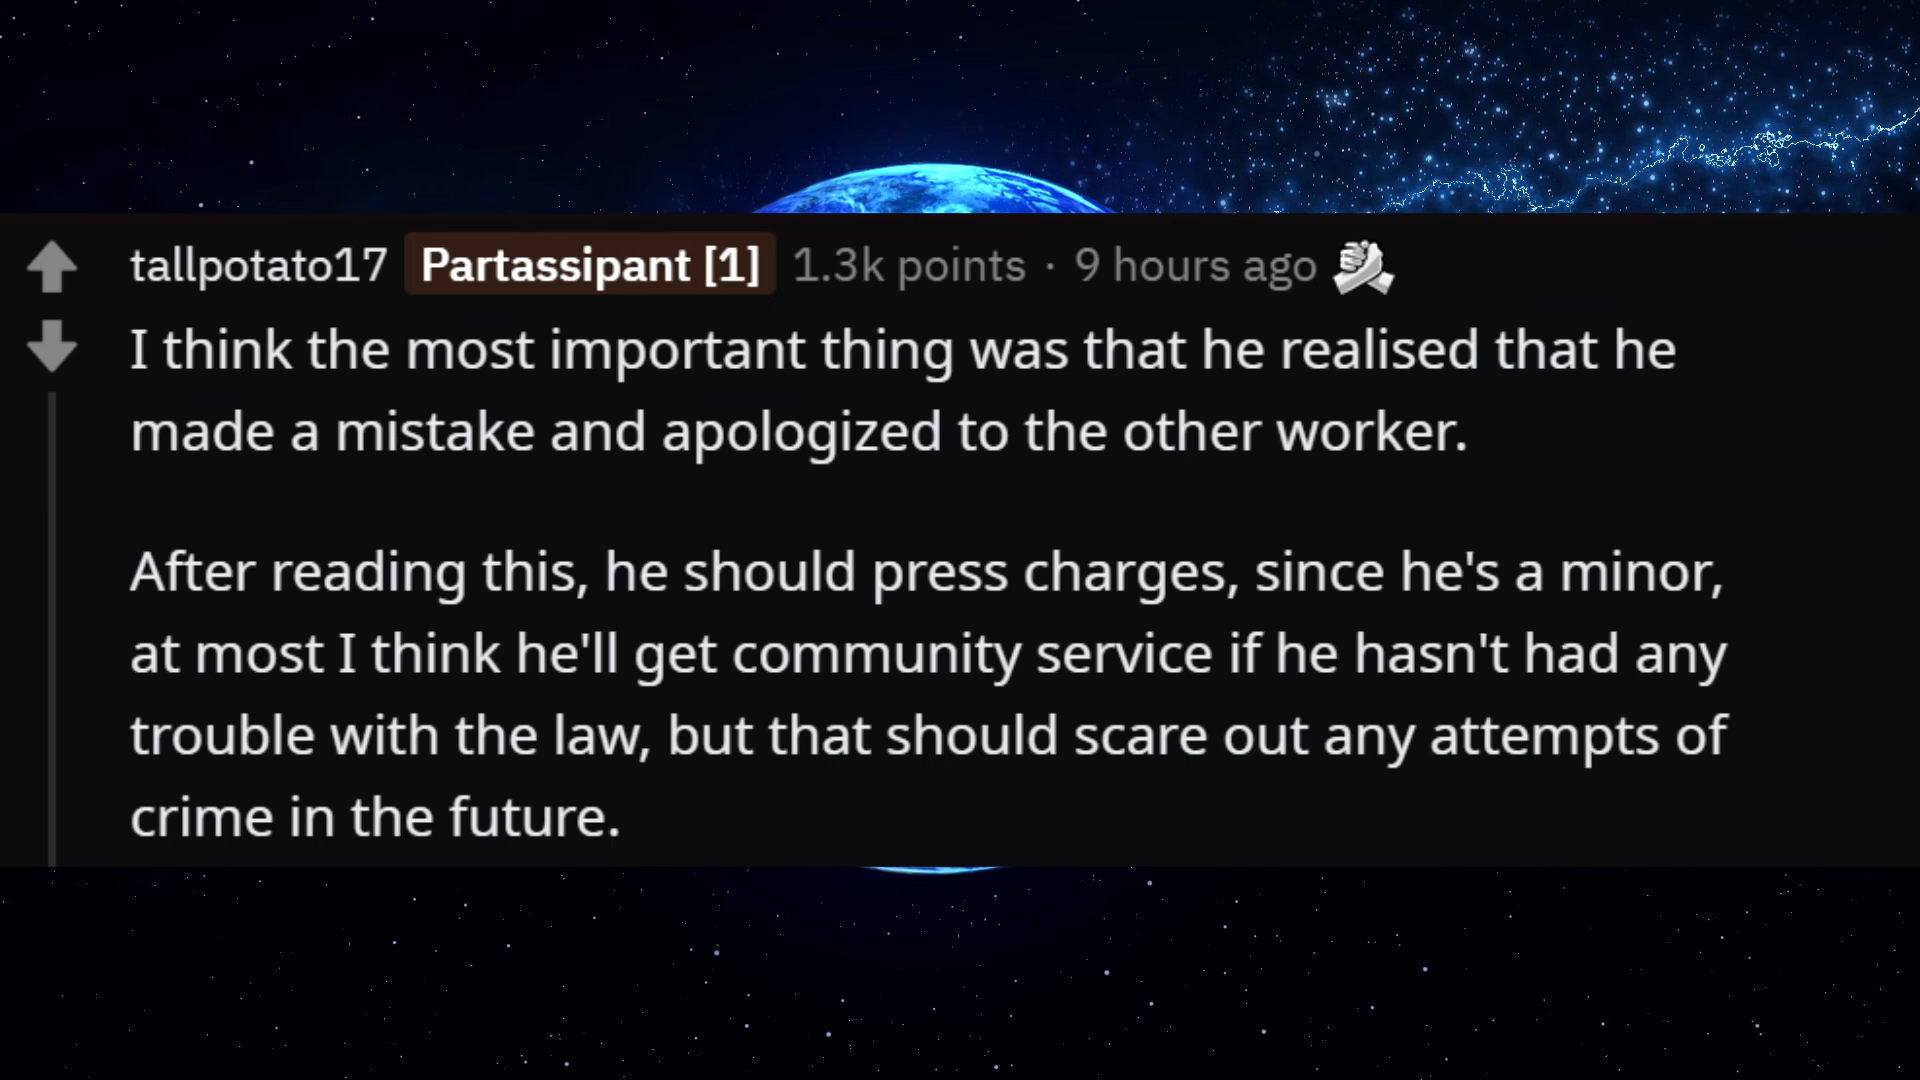 tallpotato17 Partassipant [1] 1.3k points · 9 hours ago
I think the most important thing was that he realised that he
made a mistake and apologized to the other worker.
After reading this, he should press charges, since he's a minor,
at most I think he'll get community service if he hasn't had any
trouble with the law, but that should scare out any attempts of
crime in the future.